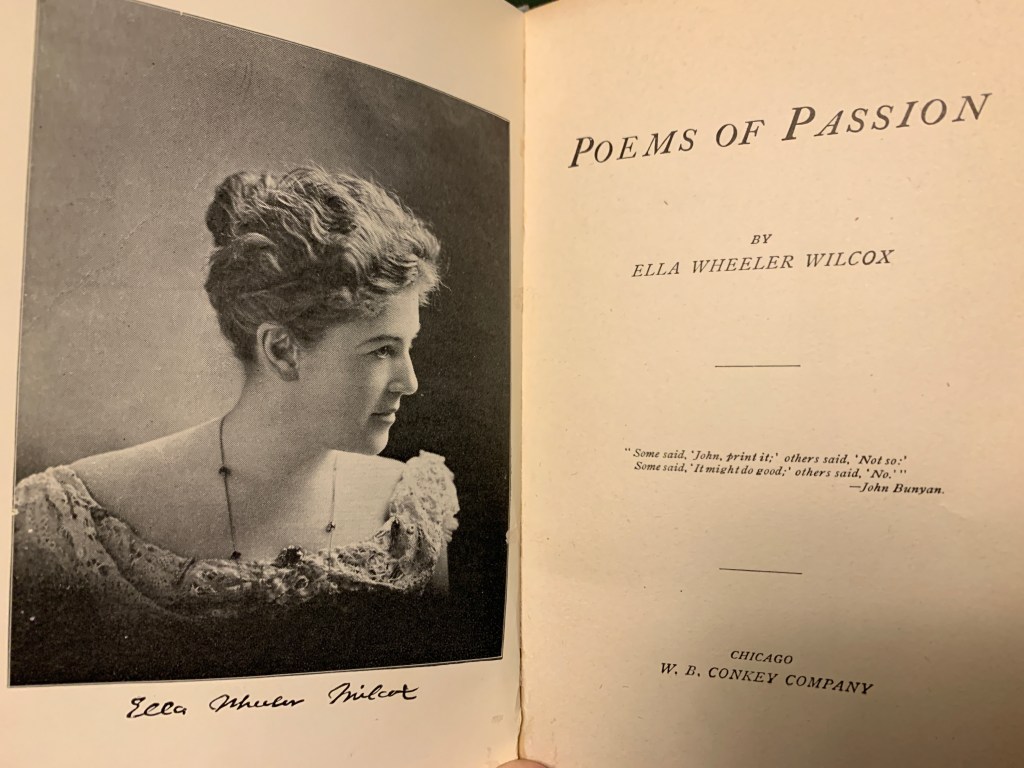 Ella Wheeler Wilcox
POEMS OF PASSION
BY
ELLA WHEELER WILCOX
"Some said, 'John, print it;' others said, 'Not so:'
Some said, 'It might do good;' others said, 'No.'"
—John Bunyan.
CHICAGO
W. B. CONKEY COMPANY